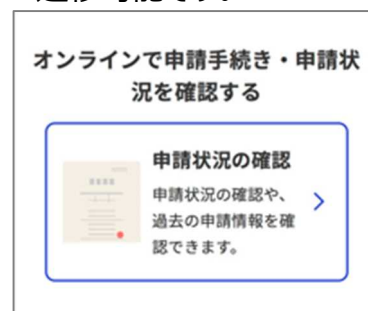 オンラインで申請手続き・申請状
況を確認する
申請状況の確認
申請状況の確認や、
過去の申請情報を確
認できます。